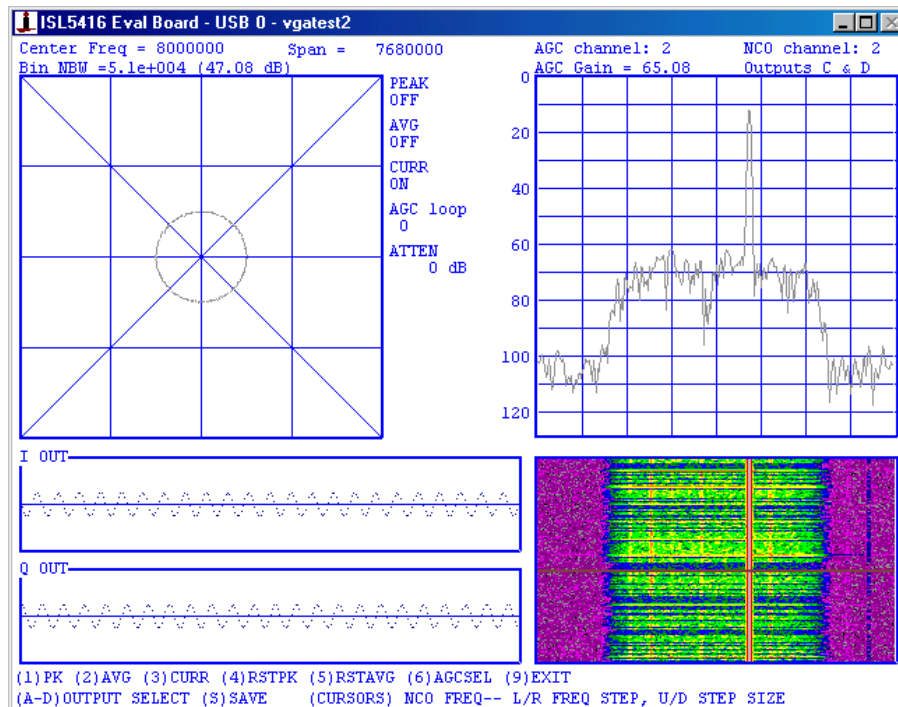 ISL5416 Eval Board - USB 0 - vgatest2
Center Freq = 8000000 Span = 7680000
Bin NBW =5.1e+004 (47.08 dB)
AGC channel: 2 NCO channel: 2
AGC Gain = 65.08 Outputs C & D
PEAK
OFF
AVG
OFF
CURR
ON
AGC loop
0
ATTEN
0 dB
0
20
40
60
80
100
120
I OUT
Q OUT
(1)PK (2)AVG (3)CURR (4)RSTPK (5)RSTAVG (6)AGCSEL (9)EXIT
(A-D)OUTPUT SELECT (S)SAVE (CURSORS) NCO FREQ-- L/R FREQ STEP, U/D STEP SIZE